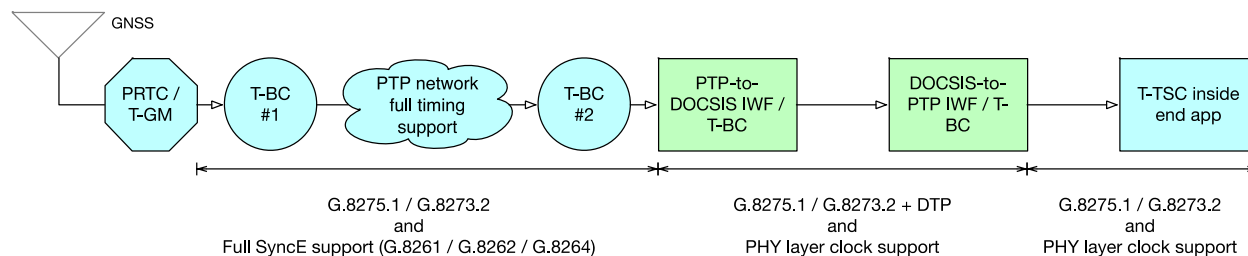 GNSS
PRTC /
T-GM
T-BC
#1
PTP network
full timing
support
T-BC
#2
PTP-to-
DOCSIS IWF /
T-BC
DOCSIS-to-
PTP IWF / T-
BC
T-TSC inside
end app
G.8275.1 / G.8273.2
and
Full SyncE support (G.8261 / G.8262 / G.8264)
G.8275.1 / G.8273.2 + DTP
and
PHY layer clock support
G.8275.1 / G.8273.2
and
PHY layer clock support